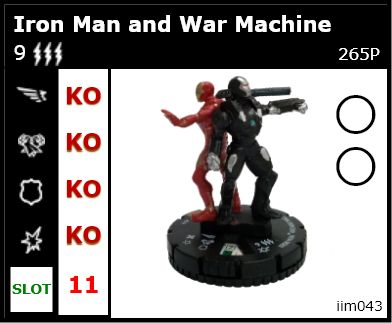 Iron Man and War Machine
9
265P
KO
KO
KO
KO
SLOT 11
iim043